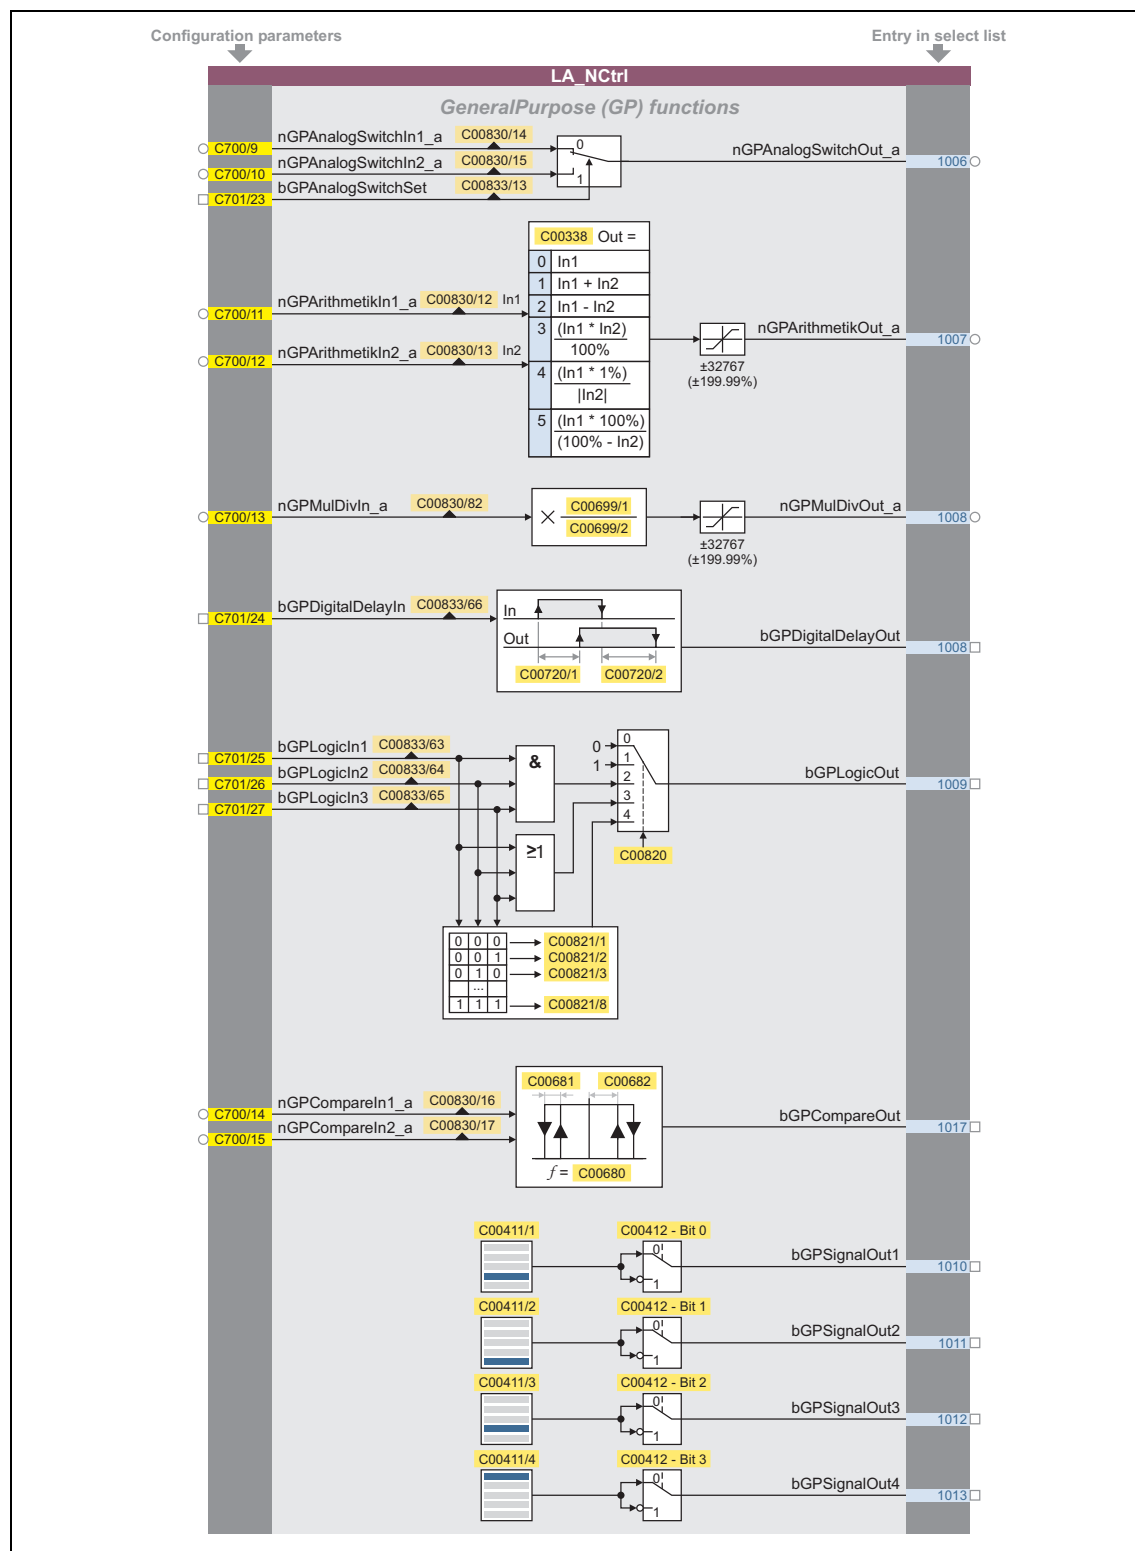 Configuration parameters Entry in select list
LA_NCtrl
GeneralPurpose (GP) functions
nGPAnalogSwitchIn1_a C00830/14
C700/9
0
nGPAnalogSwitchOut_a
1006
nGPAnalogSwitchIn2_a C00830/15
C700/10
1
bGPAnalogSwitchSet C00833/13
C701/23
C00338 Out =
0 In1
1 In1 + In2
2 In1 - In2
3 (In1 * In2)
100%
4 (In1 * 1%)
|In2|
5 (In1 * 100%)
(100% - In2)
nGPArithmetikIn1_a C00830/12 In1
C700/11
nGPArithmetikIn2_a C00830/13 In2
C700/12
nGPArithmetikOut_a
1007
±32767
(±199.99%)
nGPMulDivIn_a C00830/82
C700/13
× C00699/1
C00699/2
nGPMulDivOut_a
1008
±32767
(±199.99%)
bGPDigitalDelayIn C00833/66
C701/24
In
Out
C00720/1 C00720/2
bGPDigitalDelayOut
1008
bGPLogicIn1 C00833/63
C701/25
bGPLogicIn2 C00833/64
C701/26
bGPLogicIn3 C00833/65
C701/27
&
≥1
0 0
1 1
2
3
4
C00820
bGPLogicOut
1009
0 0 0 C00821/1
0 0 1 C00821/2
0 1 0 C00821/3
...
1 1 1 C00821/8
C00681 C00682
nGPCompareIn1_a C00830/16
C700/14
nGPCompareIn2_a C00830/17
C700/15
f = C00680
bGPCompareOut
1017
C00411/1 C00412 - Bit 0
0
1
bGPSignalOut1
1010
C00411/2 C00412 - Bit 1
0
1
bGPSignalOut2
1011
C00411/3 C00412 - Bit 2
0
1
bGPSignalOut3
1012
C00411/4 C00412 - Bit 3
0
1
bGPSignalOut4
1013